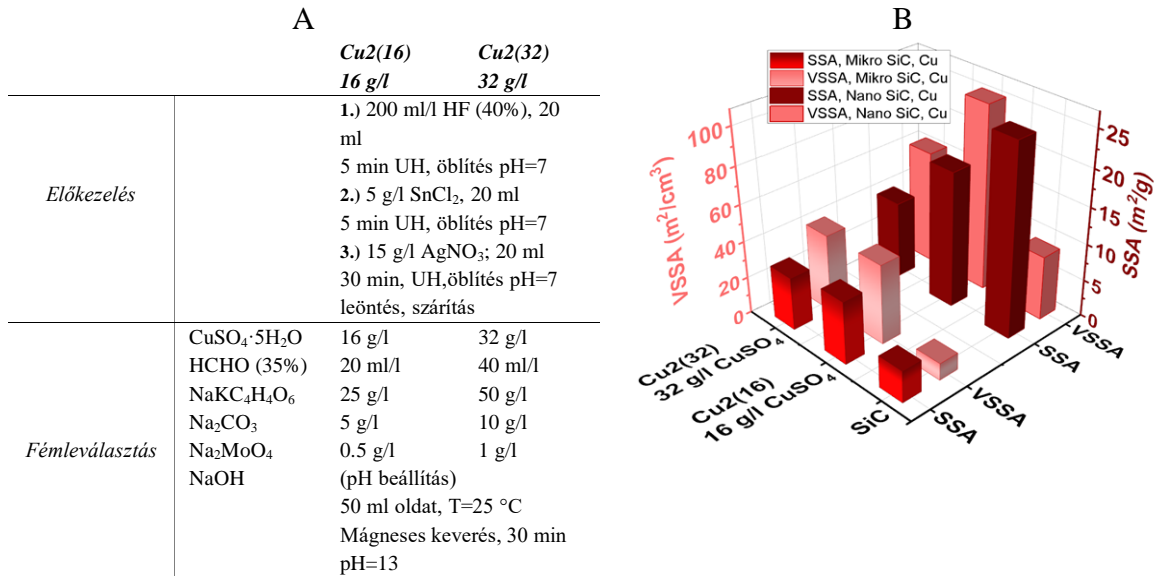 A
Cu2(16) Cu2(32)
16 g/l 32 g/l
Előkezelés
1.) 200 ml/l HF (40%), 20
ml
5 min UH, öblítés pH=7
2.) 5 g/l SnCl₂, 20 ml
5 min UH, öblítés pH=7
3.) 15 g/l AgNO₃; 20 ml
30 min, UH,öblítés pH=7
leöntés, szárítás
Fémleválasztás
CuSO₄·5H₂O 16 g/l 32 g/l
HCHO (35%) 20 ml/l 40 ml/l
NaKC₄H₄O₆ 25 g/l 50 g/l
Na₂CO₃ 5 g/l 10 g/l
Na₂MoO₄ 0.5 g/l 1 g/l
NaOH (pH beállítás)
50 ml oldat, T=25 °C
Mágneses keverés, 30 min
pH=13
B
SSA, Mikro SiC, Cu
VSSA, Mikro SiC, Cu
SSA, Nano SiC, Cu
VSSA, Nano SiC, Cu
VSSA (m²/cm³)
100
80
60
40
20
0
SSA (m²/g)
25
20
15
10
5
0
Cu2(32)
32 g/l CuSO₄
Cu2(16)
16 g/l CuSO₄
SiC
SSA
VSSA
SSA
VSSA